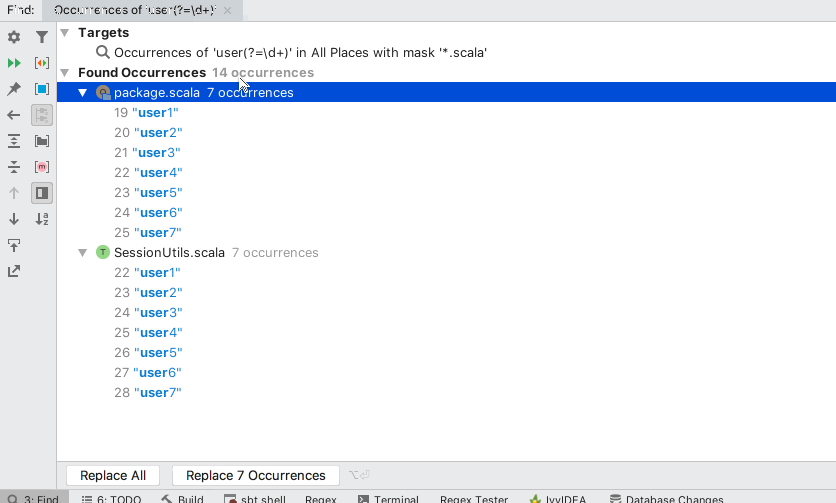 Find: Occurrences of 'user(?=\d+)' ×
Targets
Occurrences of 'user(?=\d+)' in All Places with mask '*.scala'
Found Occurrences 14 occurrences
package.scala 7 occurrences
19 "user1"
20 "user2"
21 "user3"
22 "user4"
23 "user5"
24 "user6"
25 "user7"
SessionUtils.scala 7 occurrences
22 "user1"
23 "user2"
24 "user3"
25 "user4"
26 "user5"
27 "user6"
28 "user7"
Replace All Replace 7 Occurrences ⌥⏎
3: Find 6: TODO Build sbt shell Regex Terminal Regex Tester IvyIDEA Database Changes